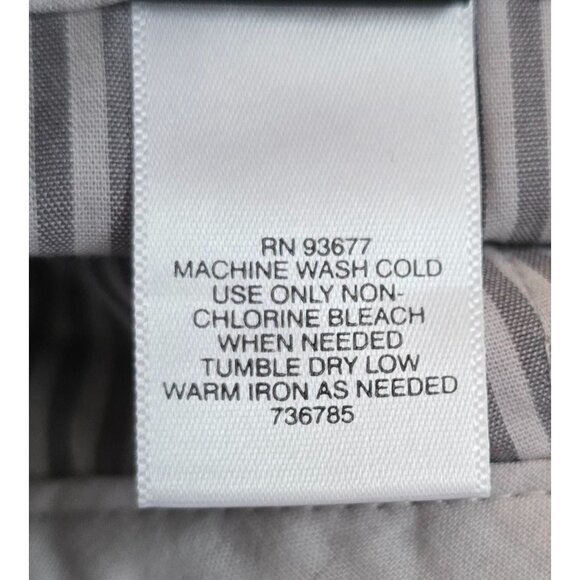 RN 93677
MACHINE WASH COLD
USE ONLY NON-
CHLORINE BLEACH
WHEN NEEDED
TUMBLE DRY LOW
WARM IRON AS NEEDED
736785